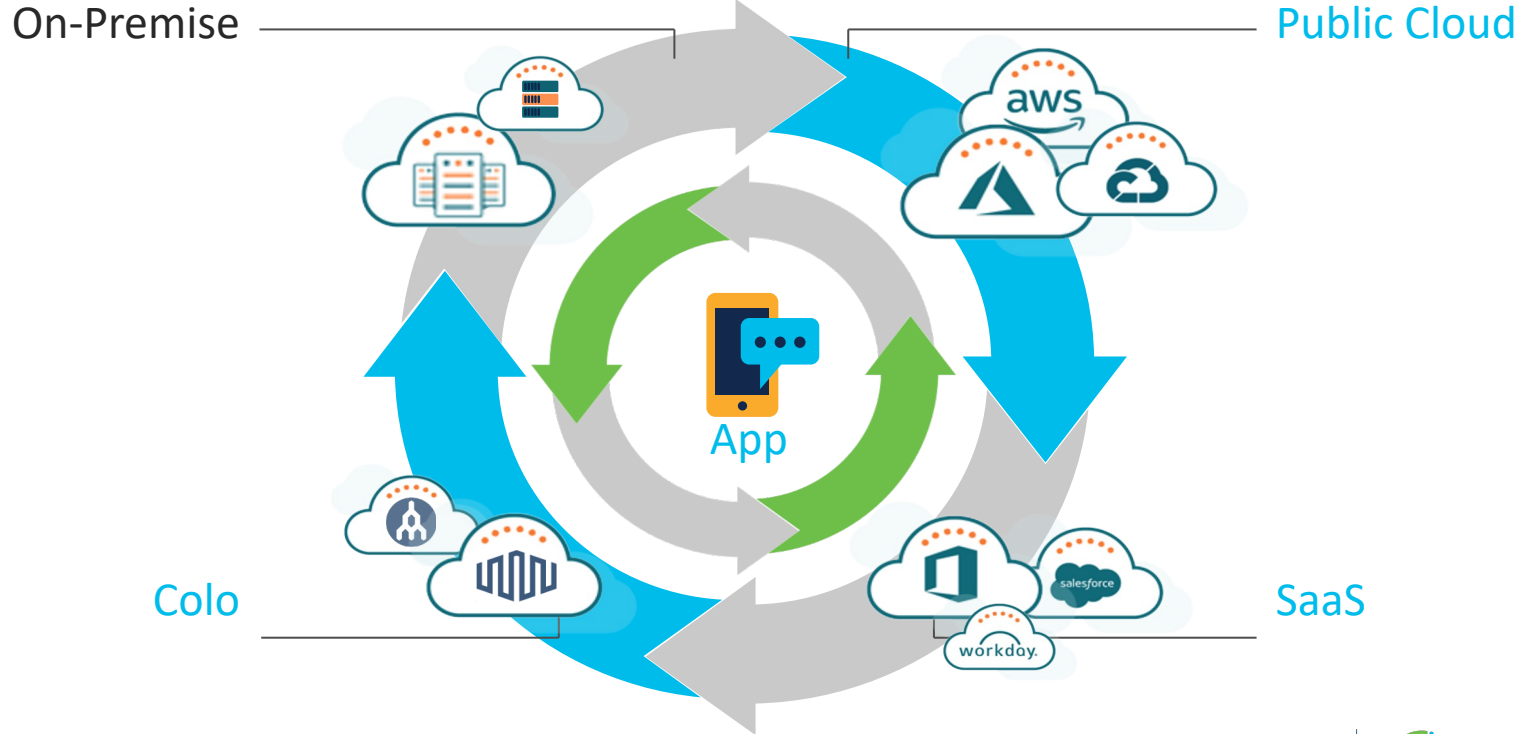 On-Premise
Public Cloud
aws
App
Colo
SaaS
salesforce
workday.